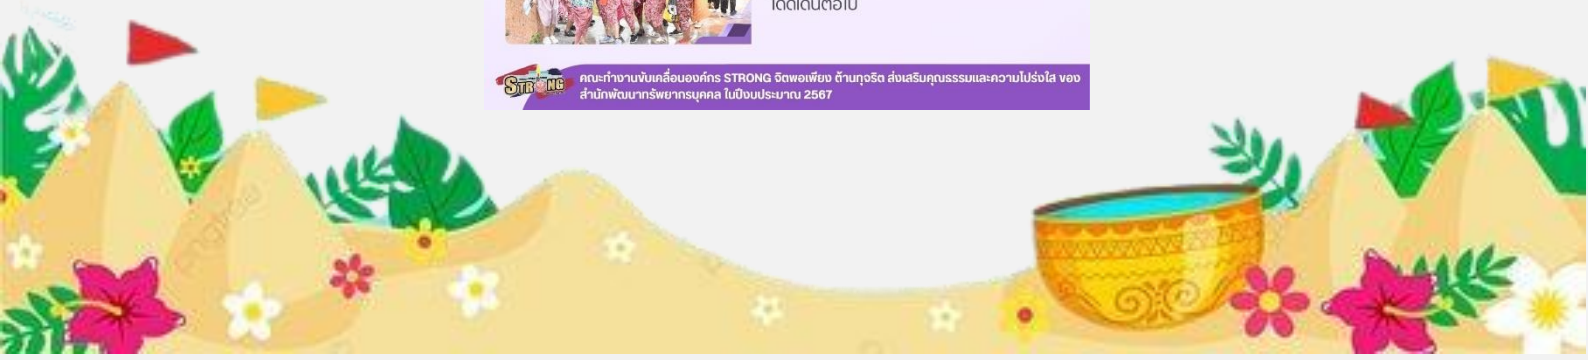 โดดเด่นต่อไป
STRONG
คณะทำงานขับเคลื่อนองค์กร STRONG จิตพอเพียง ต้านทุจริต ส่งเสริมคุณธรรมและความโปร่งใส ของ
สำนักพัฒนาทรัพยากรบุคคล ในปีงบประมาณ 2567